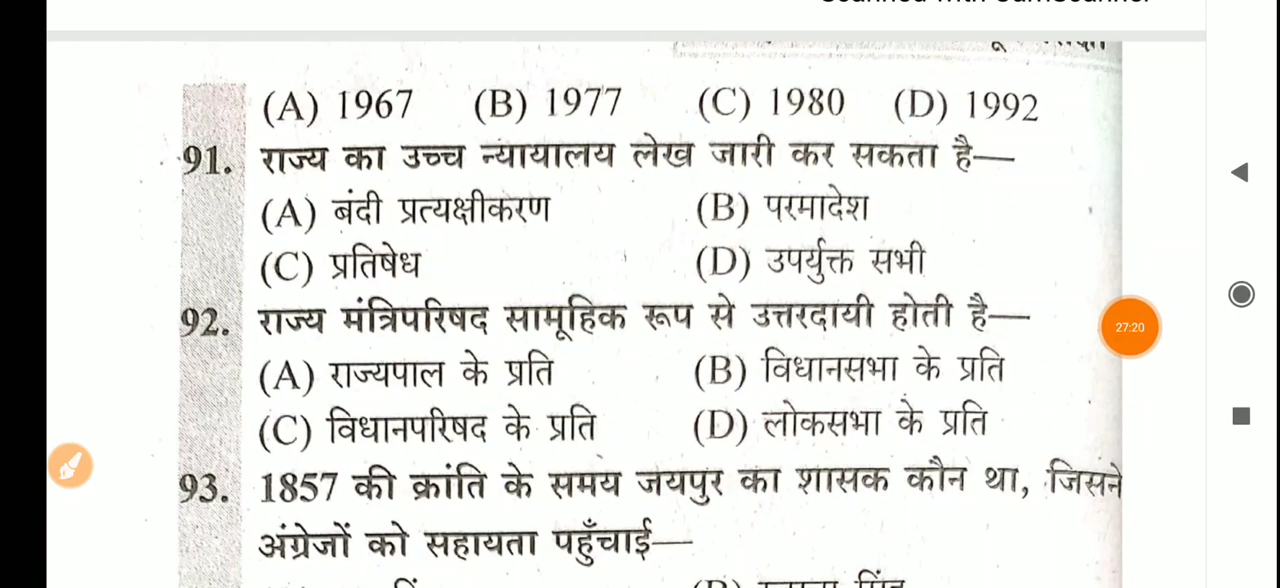 (A) 1967 (B) 1977 (C) 1980 (D) 1992
91. राज्य का उच्च न्यायालय लेख जारी कर सकता है—
(A) बंदी प्रत्यक्षीकरण (B) परमादेश
(C) प्रतिषेध (D) उपर्युक्त सभी
92. राज्य मंत्रिपरिषद सामूहिक रूप से उत्तरदायी होती है—
27:20
(A) राज्यपाल के प्रति (B) विधानसभा के प्रति
(C) विधानपरिषद के प्रति (D) लोकसभा के प्रति
93. 1857 की क्रांति के समय जयपुर का शासक कौन था, जिसने
अंग्रेजों को सहायता पहुँचाई—